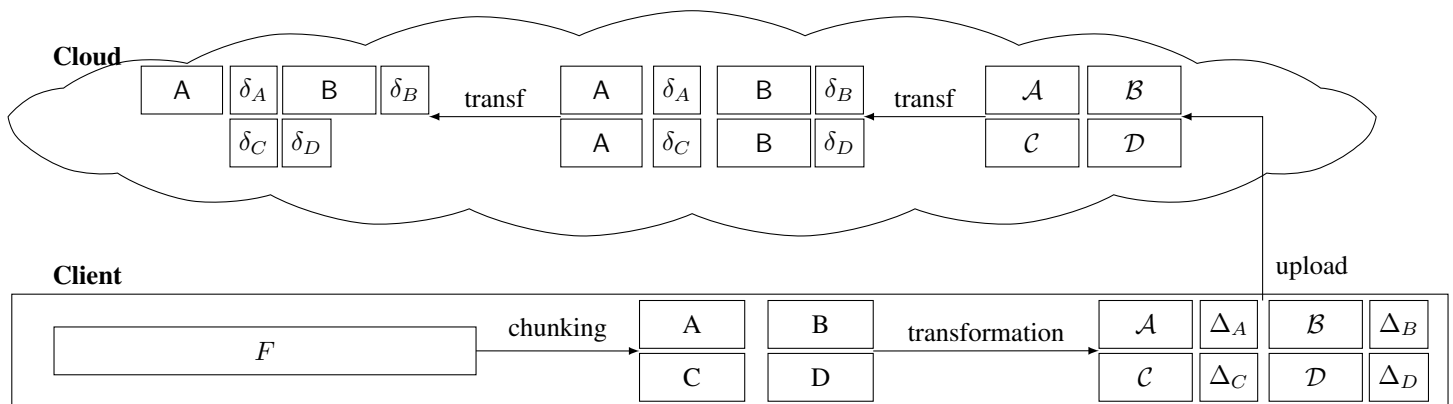 Cloud
A δ_A B δ_B transf A δ_A B δ_B transf 𝒜 ℬ
δ_C δ_D A δ_C B δ_D 𝒞 𝒟
Client
upload
F chunking A B transformation 𝒜 Δ_A ℬ Δ_B
C D 𝒞 Δ_C 𝒟 Δ_D